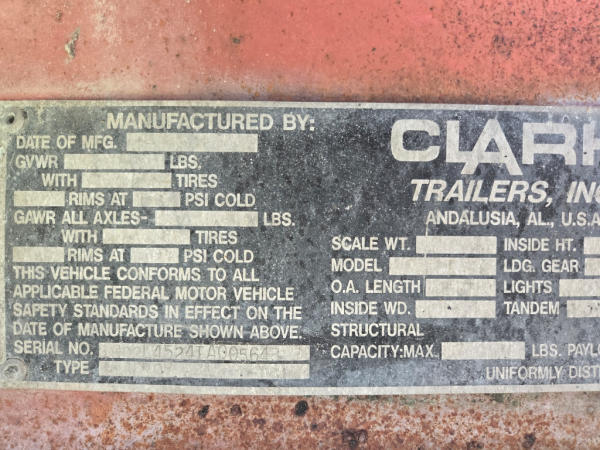 MANUFACTURED BY:
CLARK
DATE OF MFG.
TRAILERS, INC
GVWR LBS.
WITH TIRES
ANDALUSIA, AL., U.S.A
RIMS AT PSI COLD
GAWR ALL AXLES- LBS.
WITH TIRES
RIMS AT PSI COLD
THIS VEHICLE CONFORMS TO ALL
APPLICABLE FEDERAL MOTOR VEHICLE
SAFETY STANDARDS IN EFFECT ON THE
DATE OF MANUFACTURE SHOWN ABOVE.
SERIAL NO.
TYPE
SCALE WT. INSIDE HT.
MODEL LDG. GEAR
O.A. LENGTH LIGHTS
INSIDE WD. TANDEM
STRUCTURAL
CAPACITY:MAX. LBS. PAYL
UNIFORMLY DISTR